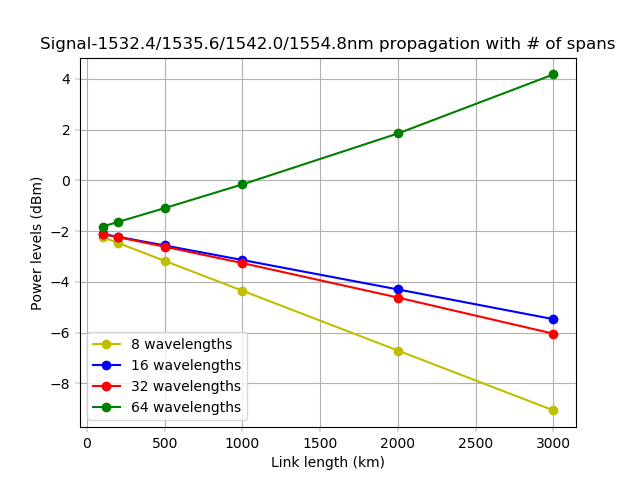 Signal-1532.4/1535.6/1542.0/1554.8nm propagation with # of spans
Power levels (dBm)
4
2
0
−2
−4
−6
−8
8 wavelengths
16 wavelengths
32 wavelengths
64 wavelengths
0 500 1000 1500 2000 2500 3000
Link length (km)